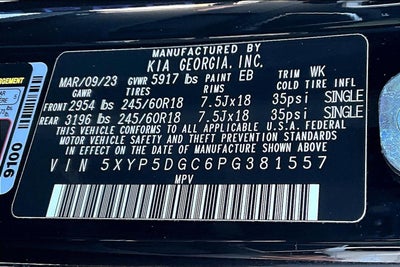 MANUFACTURED BY
KIA GEORGIA, INC.
MAR/09/23 GVWR 5917 lbs PAINT EB TRIM WK
GAWR TIRES COLD TIRE INFL
FRONT 2954 lbs 245/60R18 7.5Jx18 35psi SINGLE
REAR 3196 lbs 245/60R18 7.5Jx18 35psi SINGLE
THIS VEHICLE CONFORMS TO ALL APPLICABLE U.S.A. FEDERAL
MOTOR VEHICLE SAFETY AND THEFT PREVENTION STANDARDS
IN EFFECT ON THE DATE OF MANUFACTURE SHOWN ABOVE
VIN 5XYP5DGC6PG381557
MPV